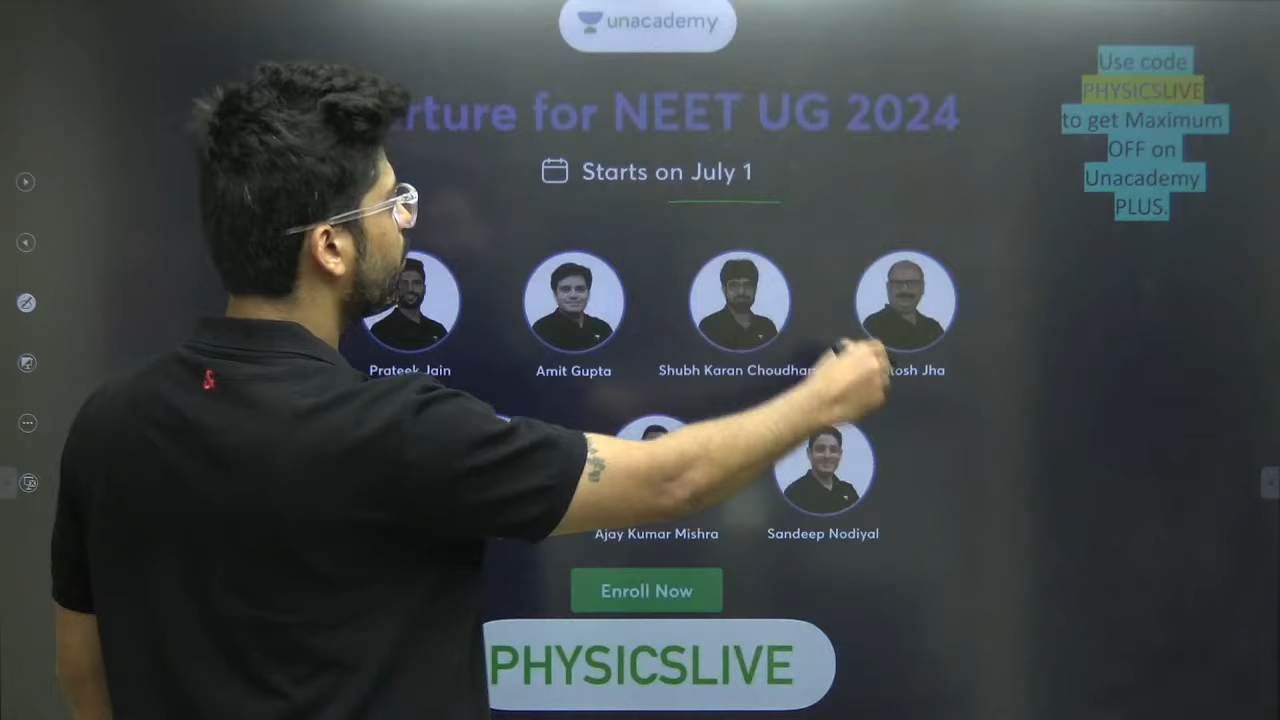 unacademy
rture for NEET UG 2024
Starts on July 1
Use code
PHYSICSLIVE
to get Maximum
OFF on
Unacademy
PLUS.
Prateek Jain
Amit Gupta
Shubh Karan Choudhar
tosh Jha
Ajay Kumar Mishra
Sandeep Nodiyal
Enroll Now
PHYSICSLIVE